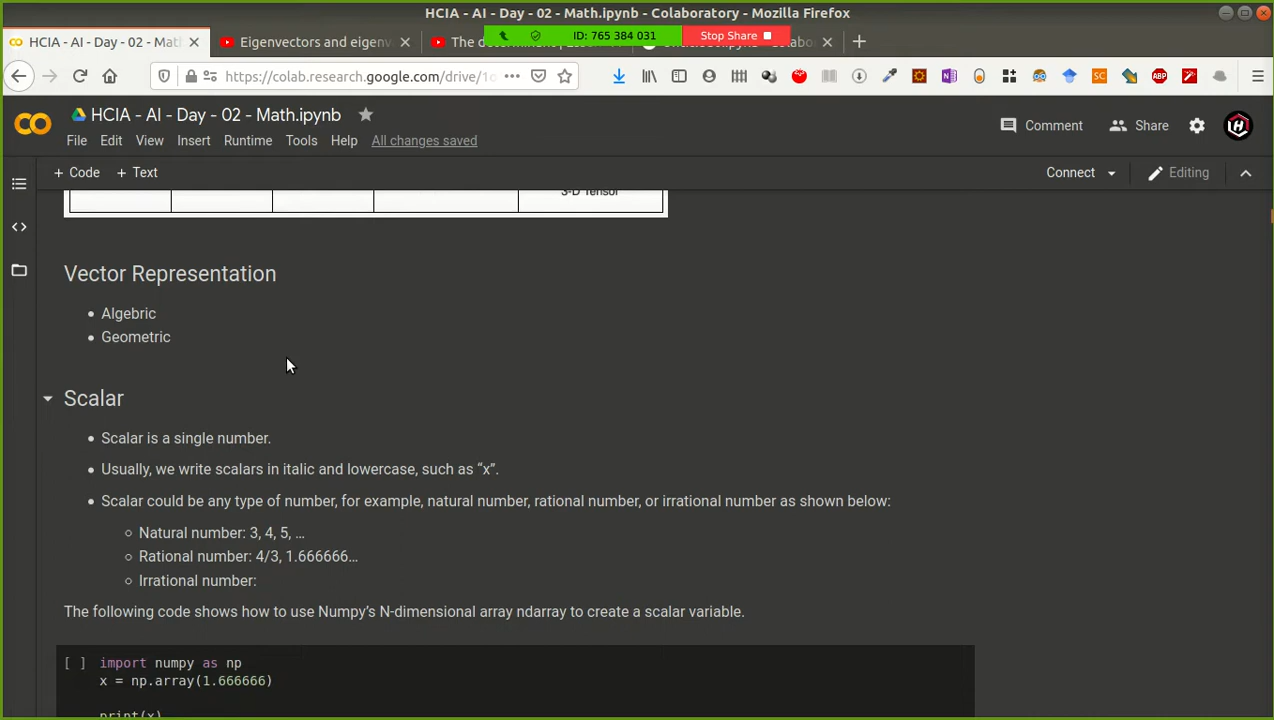 HCIA - AI - Day - 02 - Math.ipynb - Colaboratory - Mozilla Firefox
HCIA - AI - Day - 02 - Mat
Eigenvectors and eigen
ID: 765 384 031
Stop Share
https://colab.research.google.com/drive/1
HCIA - AI - Day - 02 - Math.ipynb
File Edit View Insert Runtime Tools Help All changes saved
Comment Share
+ Code + Text
Connect Editing
3-D Tensor
Vector Representation
• Algebric
• Geometric
Scalar
• Scalar is a single number.
• Usually, we write scalars in italic and lowercase, such as “x”.
• Scalar could be any type of number, for example, natural number, rational number, or irrational number as shown below:
◦ Natural number: 3, 4, 5, …
◦ Rational number: 4/3, 1.666666…
◦ Irrational number:
The following code shows how to use Numpy’s N-dimensional array ndarray to create a scalar variable.
[ ] import numpy as np
x = np.array(1.666666)
print(x)